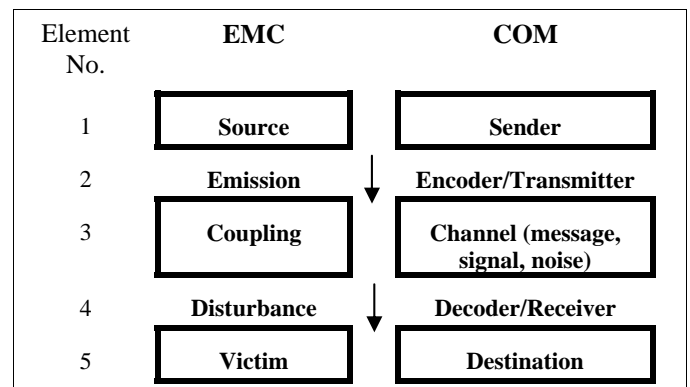 Element No. EMC COM
1 Source Sender
2 Emission Encoder/Transmitter
3 Coupling Channel (message, signal, noise)
4 Disturbance Decoder/Receiver
5 Victim Destination